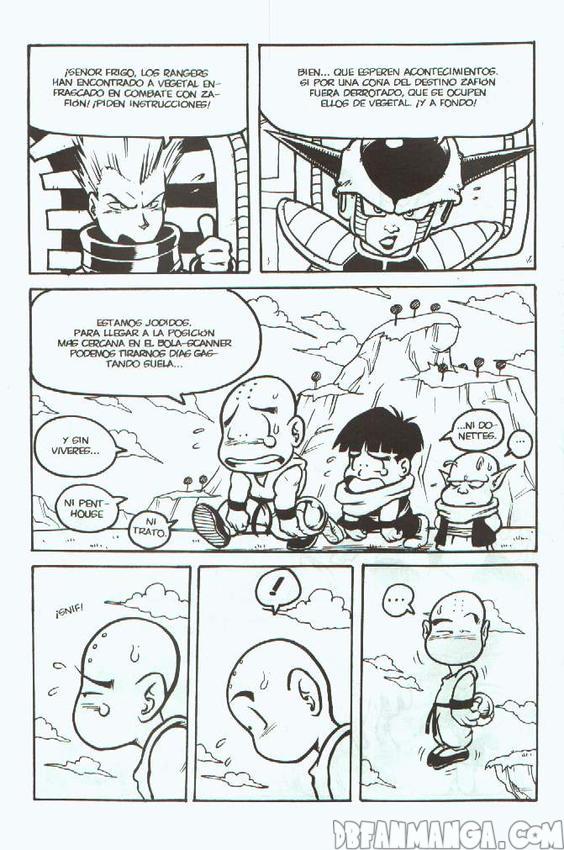 ¡SEÑOR FRIGO, LOS RANGERS
HAN ENCONTRADO A VEGETAL EN-
FRASCADO EN COMBATE CON ZA-
FIÓN! ¡PIDEN INSTRUCCIONES!
BIEN... QUE ESPEREN ACONTECIMIENTOS.
SI POR UNA COÑA DEL DESTINO ZAFIÓN
FUERA DERROTADO, QUE SE OCUPEN
ELLOS DE VEGETAL. ¡Y A FONDO!
ESTAMOS JODIDOS.
PARA LLEGAR A LA POSICIÓN
MAS CERCANA EN EL BOLA-SCANNER
PODEMOS TIRARNOS DIAS GAS-
TANDO SUELA...
Y SIN
VIVERES...
NI PENT-
HOUSE
NI
TRATO.
...NI DO-
NETTES.
...
¡SNIF!
!
...
DBFANMANGA.COM